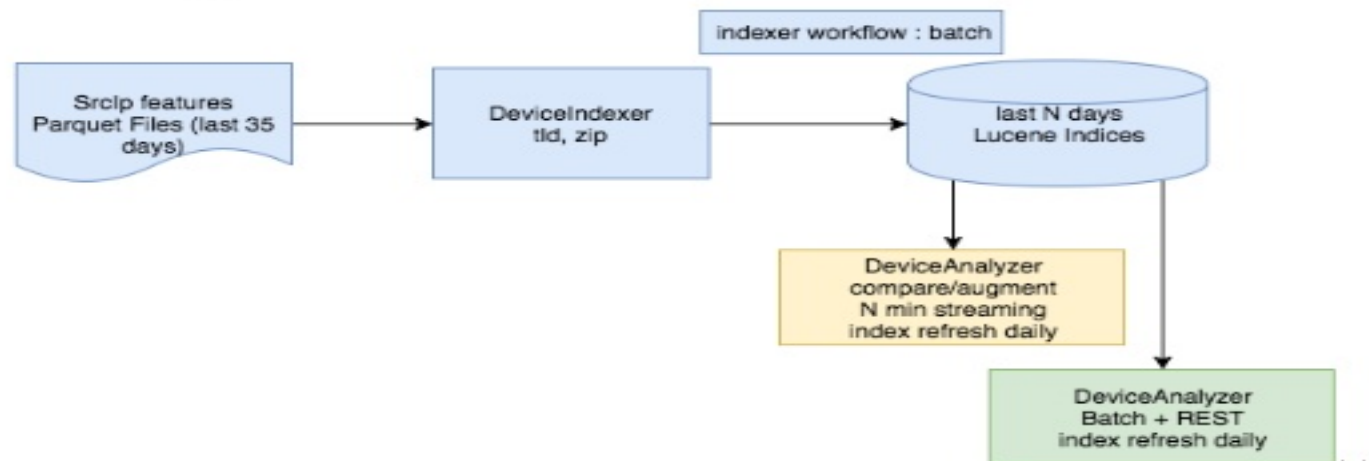 indexer workflow : batch
SrcIp features
Parquet Files (last 35
days)
DeviceIndexer
tld, zip
last N days
Lucene Indices
DeviceAnalyzer
compare/augment
N min streaming
index refresh daily
DeviceAnalyzer
Batch + REST
index refresh daily